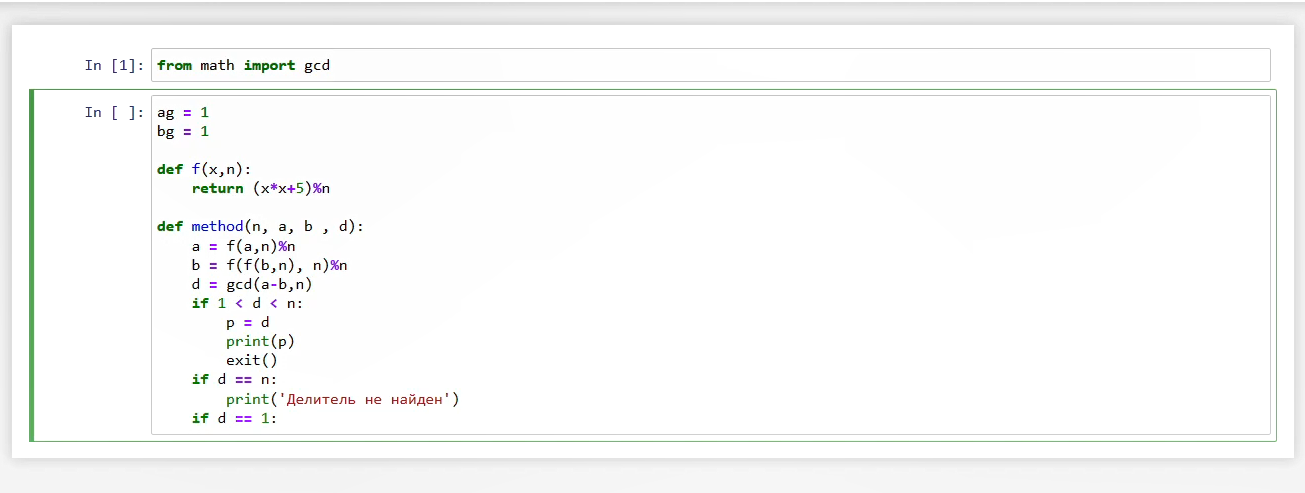 In [1]: from math import gcd
In [ ]: ag = 1
bg = 1
def f(x,n):
    return (x*x+5)%n
def method(n, a, b , d):
    a = f(a,n)%n
    b = f(f(b,n), n)%n
    d = gcd(a-b,n)
    if 1 < d < n:
        p = d
        print(p)
        exit()
    if d == n:
        print('Делитель не найден')
    if d == 1: